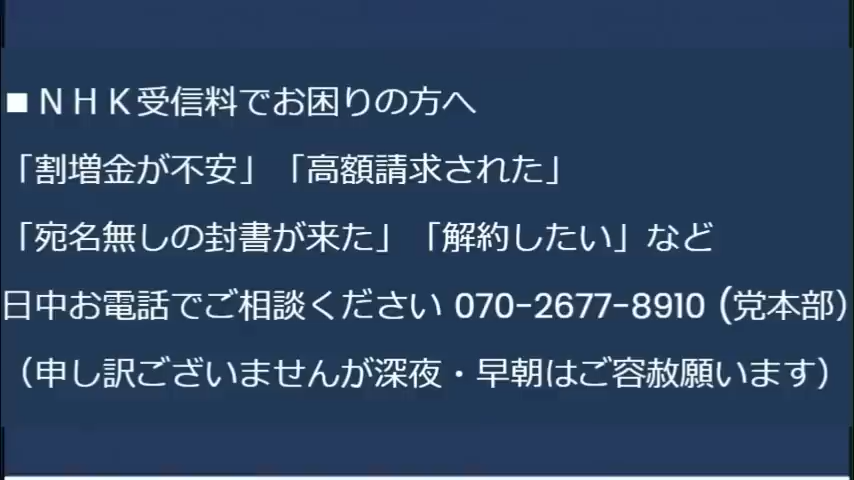 ■ＮＨＫ受信料でお困りの方へ
「割増金が不安」「高額請求された」
「宛名無しの封書が来た」「解約したい」など
日中お電話でご相談ください 070-2677-8910 (党本部)
（申し訳ございませんが深夜・早朝はご容赦願います）